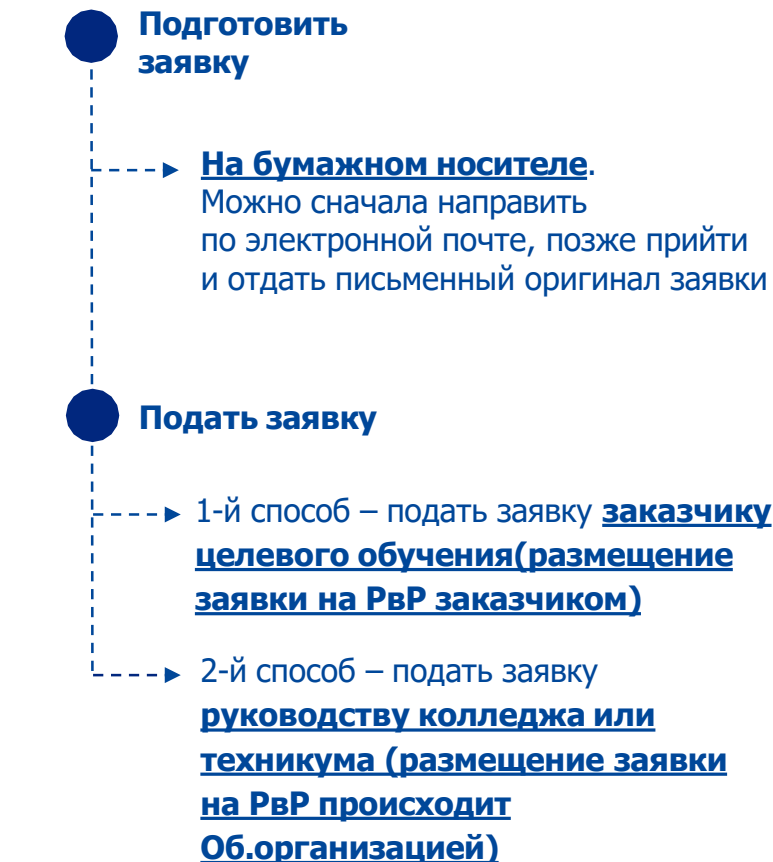 Подготовить
заявку
На бумажном носителе.
Можно сначала направить
по электронной почте, позже прийти
и отдать письменный оригинал заявки
Подать заявку
1-й способ – подать заявку заказчику
целевого обучения(размещение
заявки на РвР заказчиком)
2-й способ – подать заявку
руководству колледжа или
техникума (размещение заявки
на РвР происходит
Об.организацией)